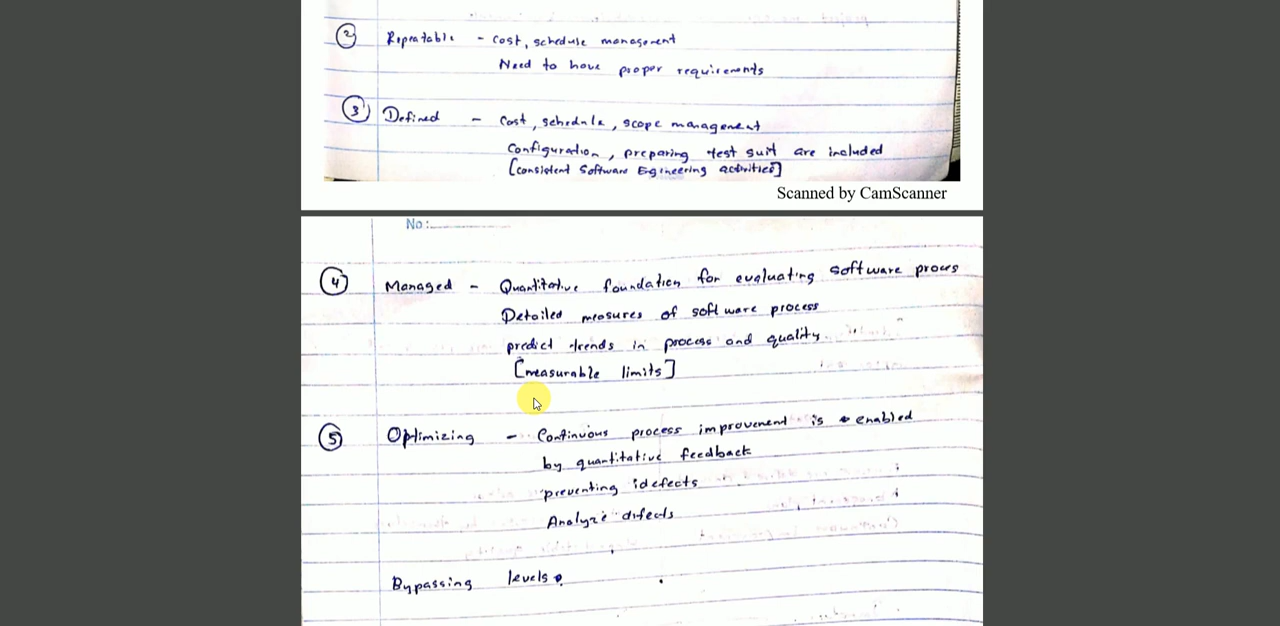 ② Repeatable - cost, schedule management
Need to have proper requirements
③ Defined - cost, schedule, scope management
configuration, preparing test suit are included
[consistent Software Engineering activities]
Scanned by CamScanner
No:
④ Managed - Quantitative foundation for evaluating software proces
Detailed measures of software process
predict trends in process and quality.
[measurable limits]
⑤ Optimizing - Continuous process improvement is enabled
by quantitative feedback
preventing idefects
Analyze difects
Bypassing levels.